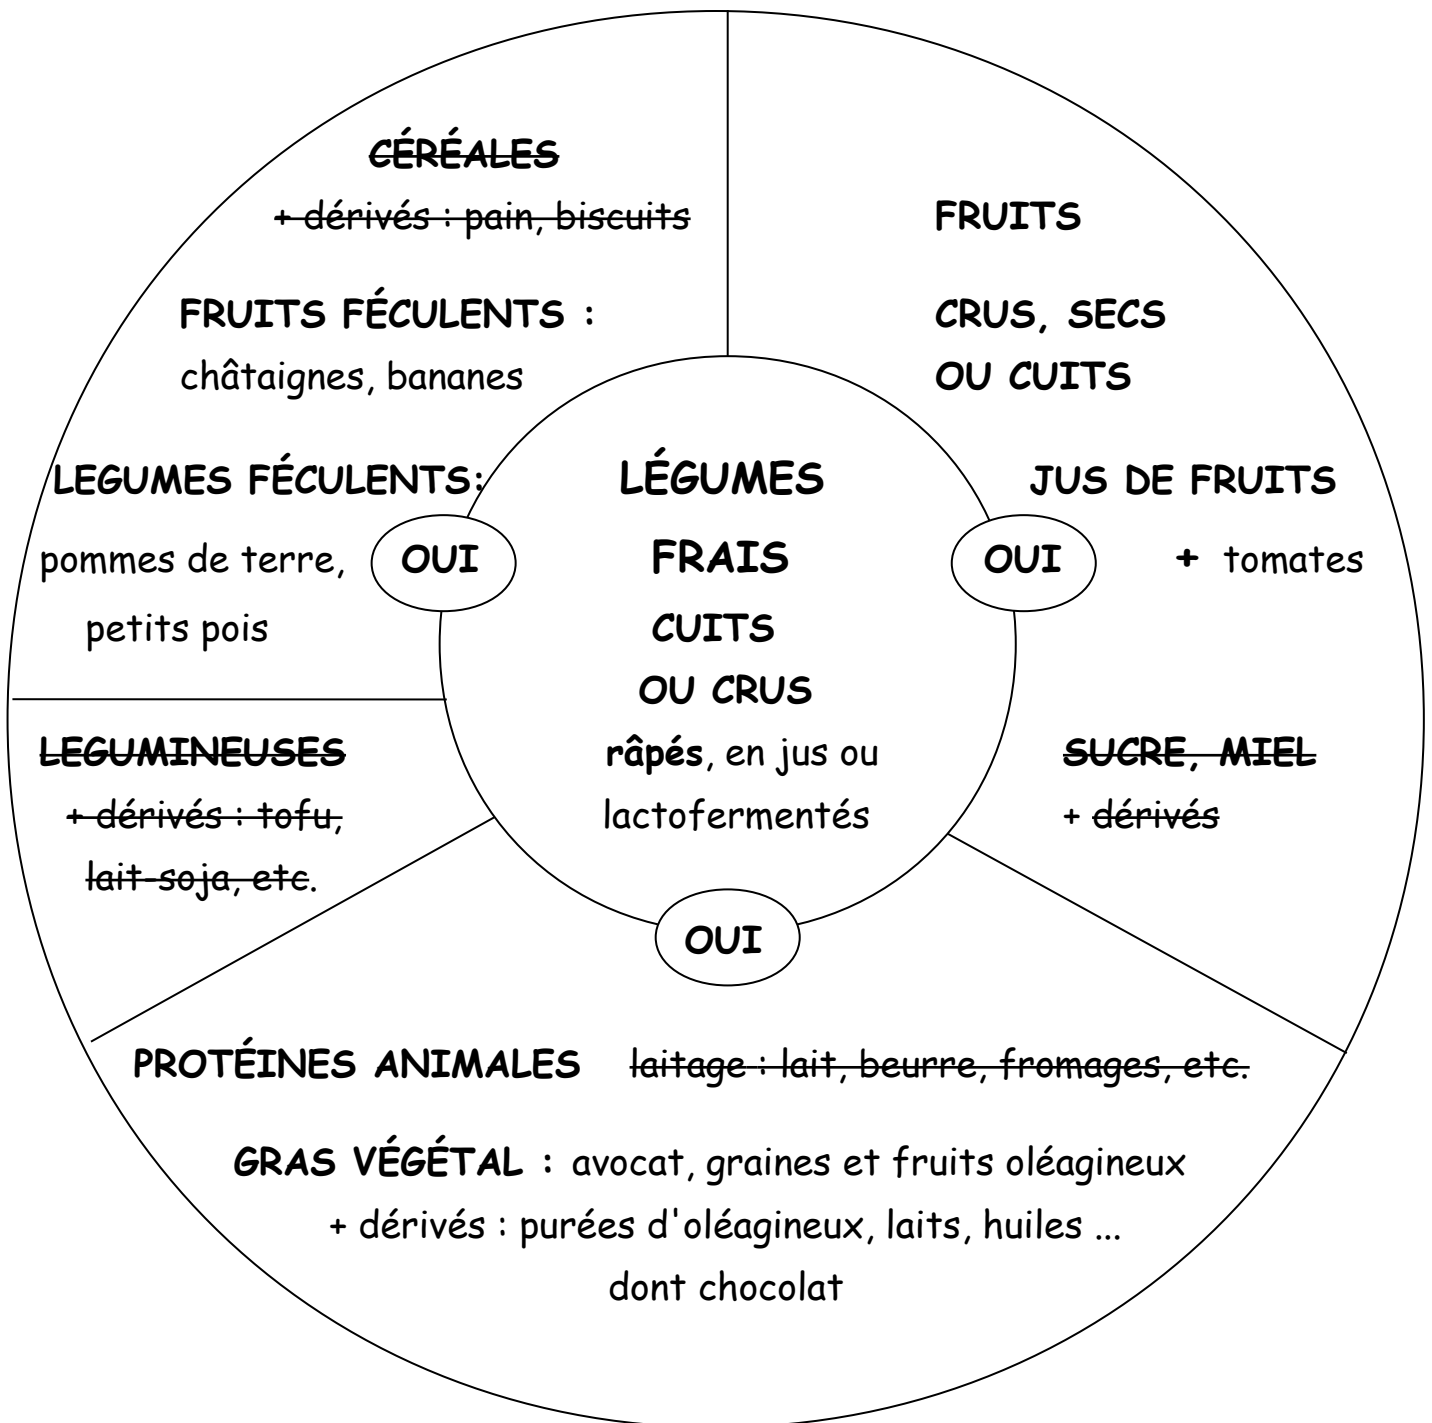 CÉRÉALES
+ dérivés : pain, biscuits
FRUITS FÉCULENTS :
châtaignes, bananes
LEGUMES FÉCULENTS:
pommes de terre,
petits pois
OUI
FRUITS
CRUS, SECS
OU CUITS
JUS DE FRUITS
+ tomates
OUI
SUCRE, MIEL
+ dérivés
LÉGUMES
FRAIS
CUITS
OU CRUS
râpés, en jus ou
lactofermentés
LEGUMINEUSES
+ dérivés : tofu,
lait-soja, etc.
OUI
PROTÉINES ANIMALES laitage : lait, beurre, fromages, etc.
GRAS VÉGÉTAL : avocat, graines et fruits oléagineux
+ dérivés : purées d'oléagineux, laits, huiles ...
dont chocolat